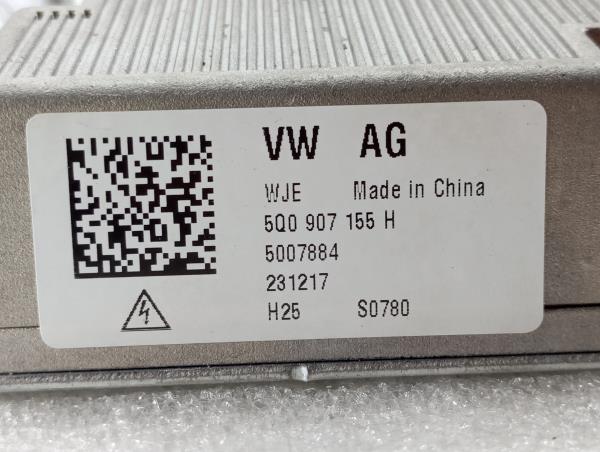 VW AG
WJE Made in China
5Q0 907 155 H
5007884
231217
H25 S0780